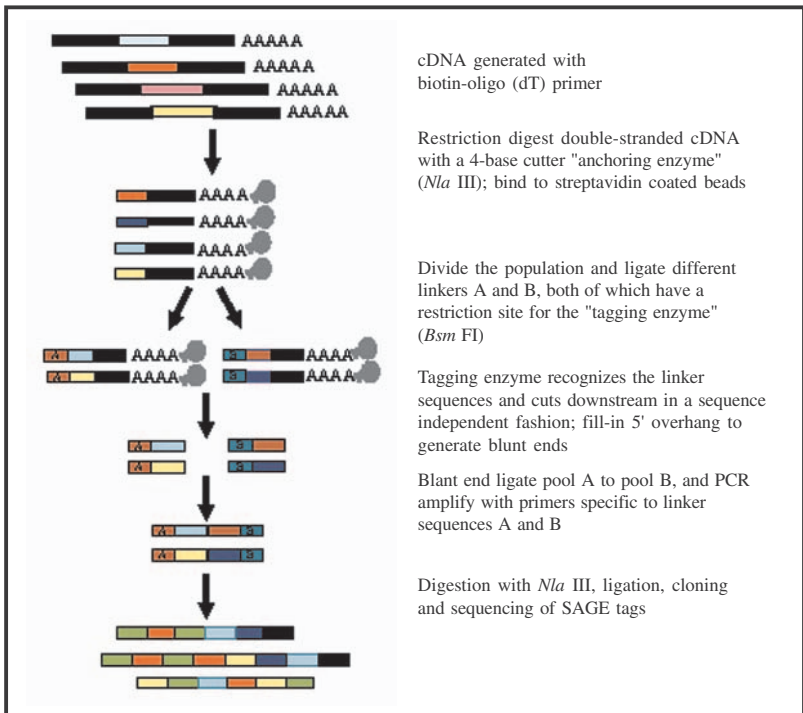 AAAAA
AAAAA
AAAAA
AAAAA
cDNA generated with
biotin-oligo (dT) primer
Restriction digest double-stranded cDNA
with a 4-base cutter "anchoring enzyme"
(Nla III); bind to streptavidin coated beads
AAAA
AAAA
AAAA
AAAA
Divide the population and ligate different
linkers A and B, both of which have a
restriction site for the "tagging enzyme"
(Bsm FI)
A AAAA B AAAA
A AAAA B AAAA
Tagging enzyme recognizes the linker
sequences and cuts downstream in a sequence
independent fashion; fill-in 5' overhang to
generate blunt ends
A B
A B
Blant end ligate pool A to pool B, and PCR
amplify with primers specific to linker
sequences A and B
A B
A B
Digestion with Nla III, ligation, cloning
and sequencing of SAGE tags